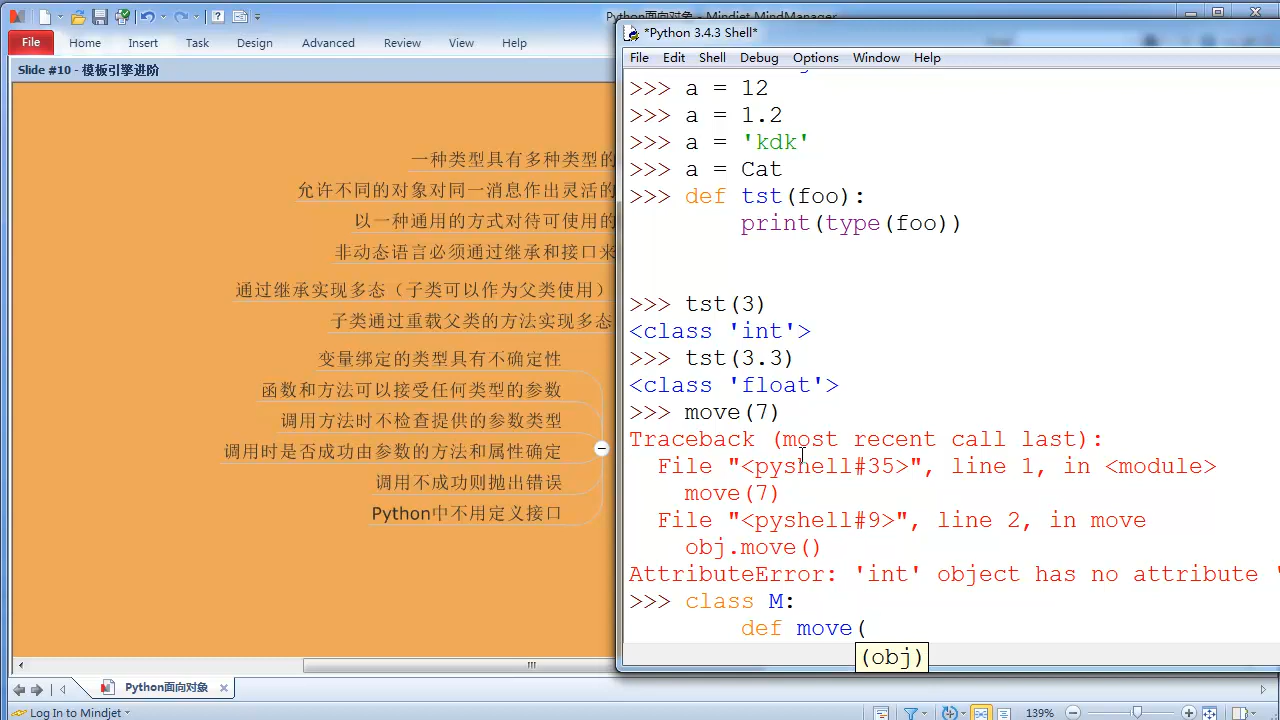 Python面向对象 - Mindjet MindManager
File Home Insert Task Design Advanced Review View Help
Slide #10 - 模板引擎进阶
一种类型具有多种类型的
允许不同的对象对同一消息作出灵活的
以一种通用的方式对待可使用的
非动态语言必须通过继承和接口来
通过继承实现多态（子类可以作为父类使用）
子类通过重载父类的方法实现多态
变量绑定的类型具有不确定性
函数和方法可以接受任何类型的参数
调用方法时不检查提供的参数类型
调用时是否成功由参数的方法和属性确定
调用不成功则抛出错误
Python中不用定义接口
Python面向对象
Log In to Mindjet
139%
*Python 3.4.3 Shell*
File Edit Shell Debug Options Window Help
>>> a = 12
>>> a = 1.2
>>> a = 'kdk'
>>> a = Cat
>>> def tst(foo):
print(type(foo))
>>> tst(3)
<class 'int'>
>>> tst(3.3)
<class 'float'>
>>> move(7)
Traceback (most recent call last):
File "<pyshell#35>", line 1, in <module>
move(7)
File "<pyshell#9>", line 2, in move
obj.move()
AttributeError: 'int' object has no attribute '
>>> class M:
def move(
(obj)